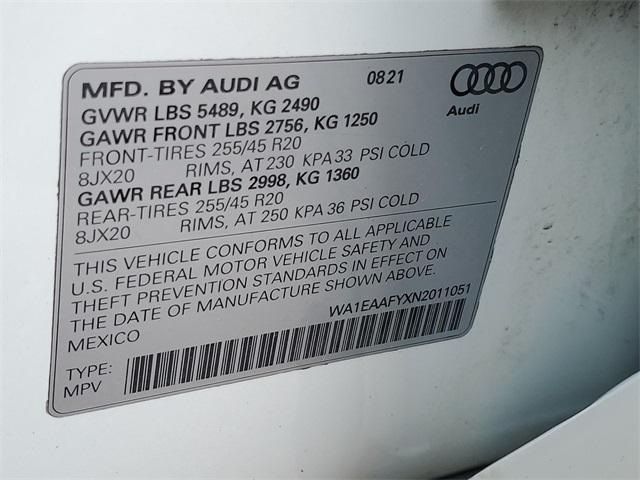 MFD. BY AUDI AG 0821
GVWR LBS 5489, KG 2490
Audi
GAWR FRONT LBS 2756, KG 1250
FRONT-TIRES 255/45 R20
8JX20 RIMS, AT 230 KPA 33 PSI COLD
GAWR REAR LBS 2998, KG 1360
REAR-TIRES 255/45 R20
8JX20 RIMS, AT 250 KPA 36 PSI COLD
THIS VEHICLE CONFORMS TO ALL APPLICABLE
U.S. FEDERAL MOTOR VEHICLE SAFETY AND
THEFT PREVENTION STANDARDS IN EFFECT ON
THE DATE OF MANUFACTURE SHOWN ABOVE
MEXICO WA1EAAFYXN2011051
TYPE:
MPV